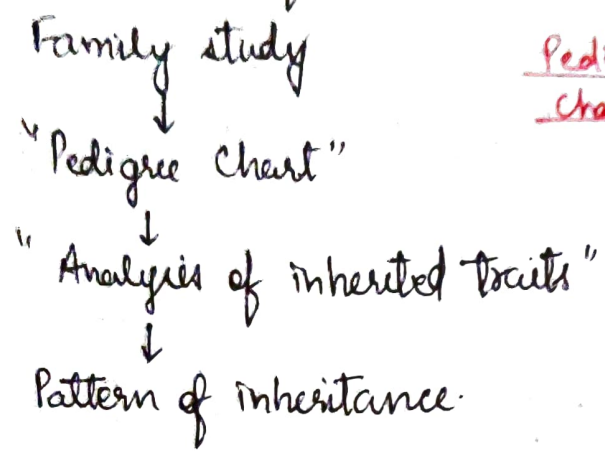 Family study
↓
"Pedigree Chart"
↓
"Analysis of inherited traits"
↓
Pattern of inheritance.